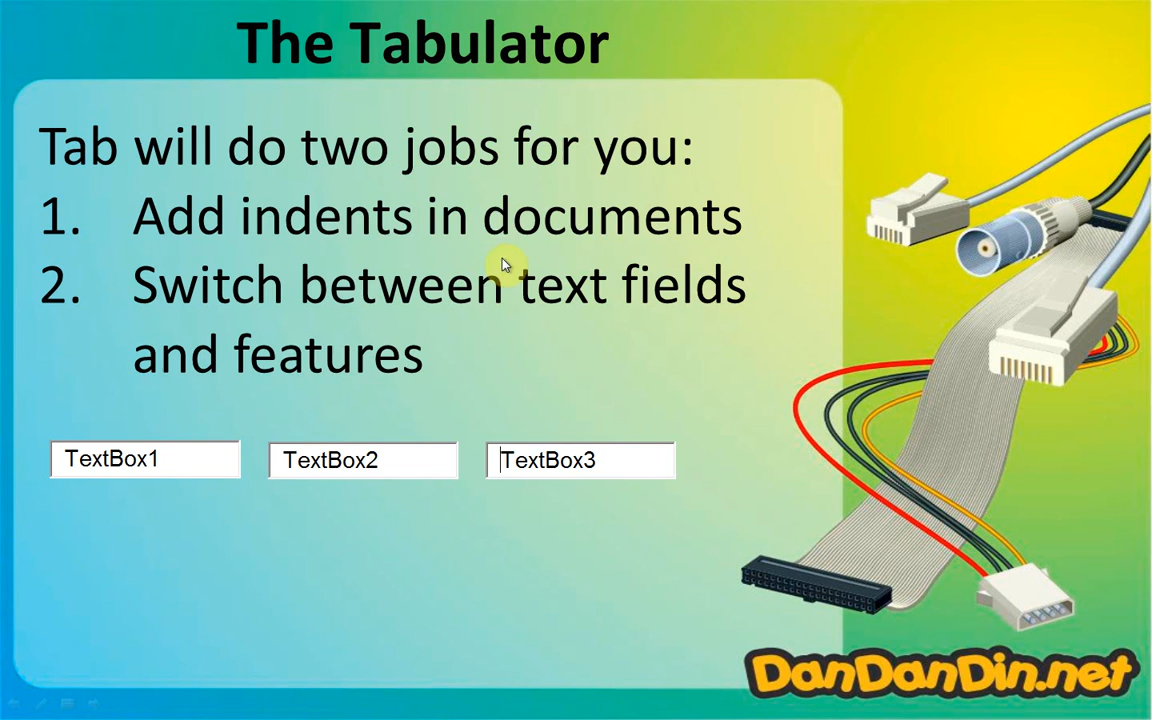 The Tabulator
Tab will do two jobs for you:
1. Add indents in documents
2. Switch between text fields
and features
TextBox1 TextBox2 TextBox3
DanDanDin.net